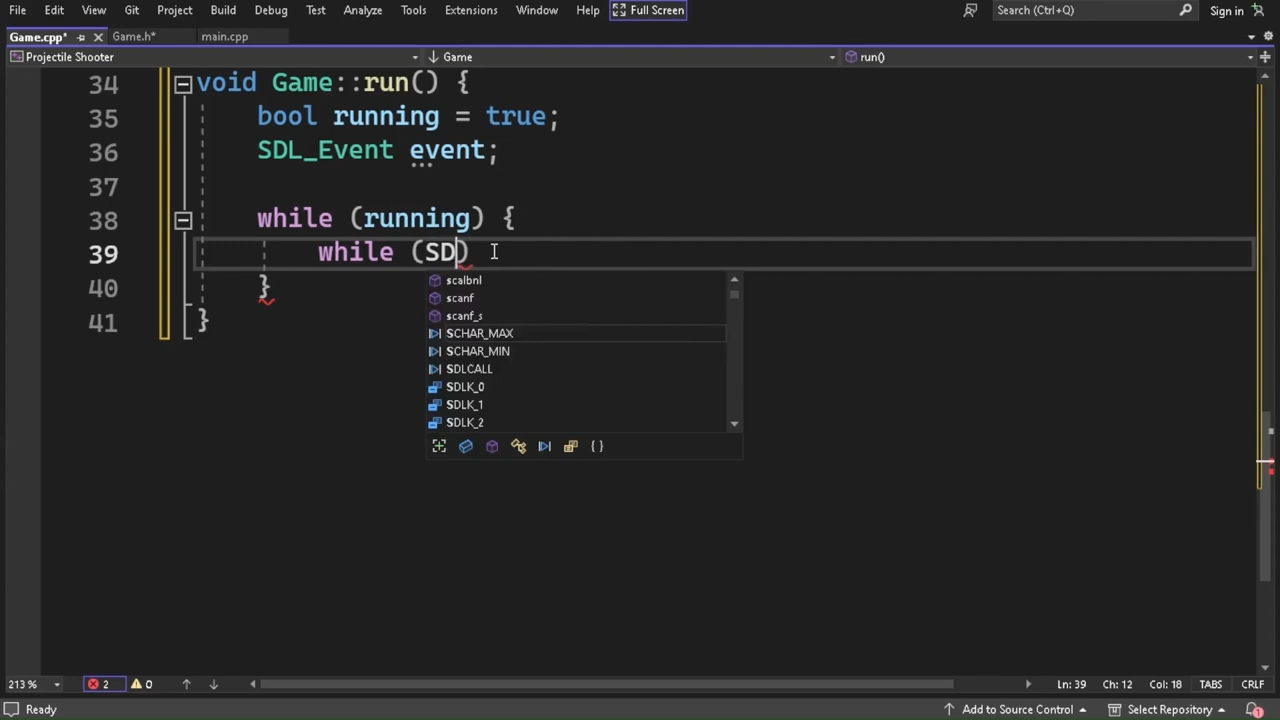 File Edit View Git Project Build Debug Test Analyze Tools Extensions Window Help Full Screen Search (Ctrl+Q) Sign in
Game.cpp* Game.h* main.cpp
Projectile Shooter Game run()
34 void Game::run() {
35 bool running = true;
36 SDL_Event event;
37
38 while (running) {
39 while (SD)
40 }
41 }
scalbnl
scanf
scanf_s
SCHAR_MAX
SCHAR_MIN
SDLCALL
SDLK_0
SDLK_1
SDLK_2
213 % 2 0 Ln: 39 Ch: 12 Col: 18 TABS CRLF
Ready Add to Source Control Select Repository 1